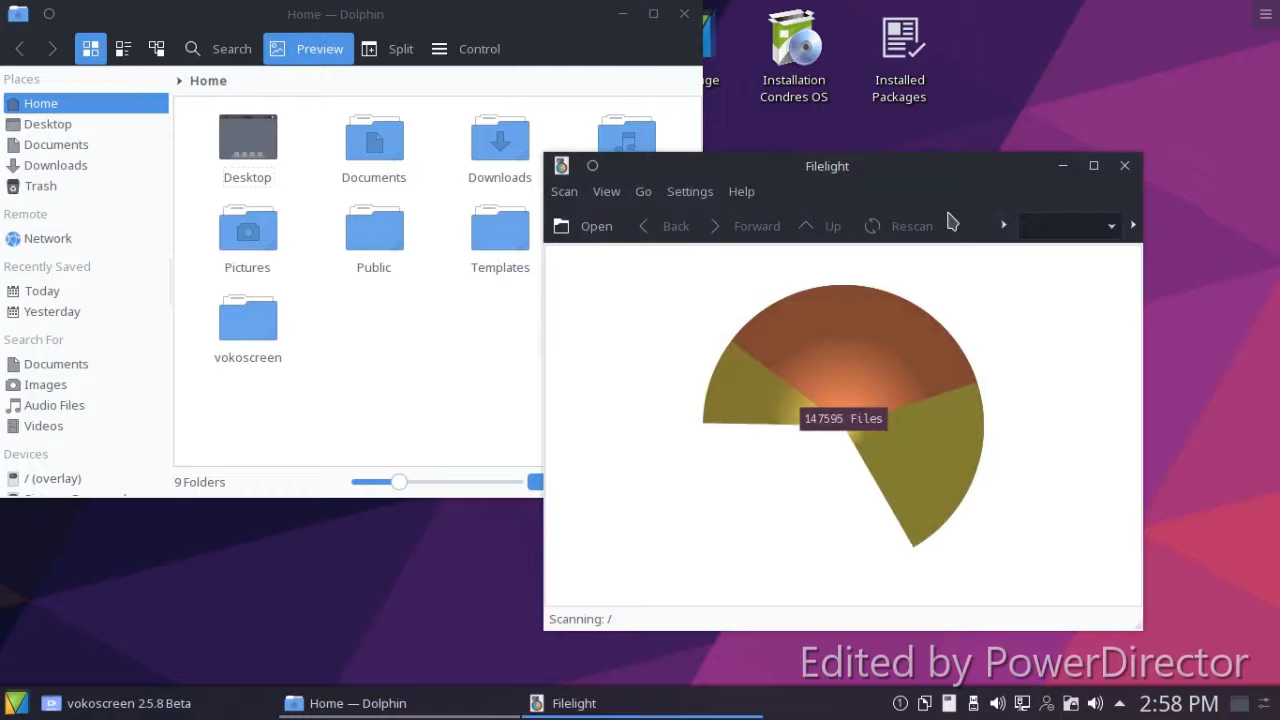 Home — Dolphin
Search
Preview
Split
Control
Places
Home
Home
Desktop
Documents
Downloads
Trash
Remote
Network
Recently Saved
Today
Yesterday
Search For
Documents
Images
Audio Files
Videos
Devices
/ (overlay)
Desktop
Documents
Downloads
Pictures
Public
Templates
vokoscreen
9 Folders
ge
Installation
Condres OS
Installed
Packages
Filelight
Scan View Go Settings Help
Open Back Forward Up Rescan
147595 Files
Scanning: /
Edited by PowerDirector
vokoscreen 2.5.8 Beta
Home — Dolphin
Filelight
1
2:58 PM